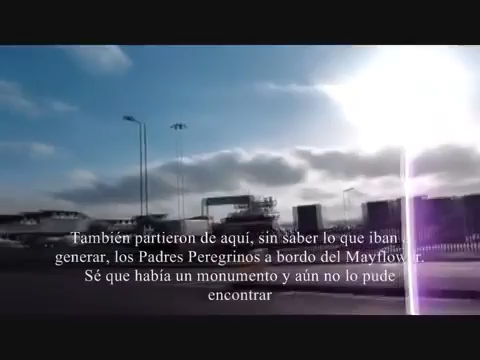 También partieron de aquí, sin saber lo que iban a
generar, los Padres Peregrinos a bordo del Mayflower.
Sé que había un monumento y aún no lo pude
encontrar